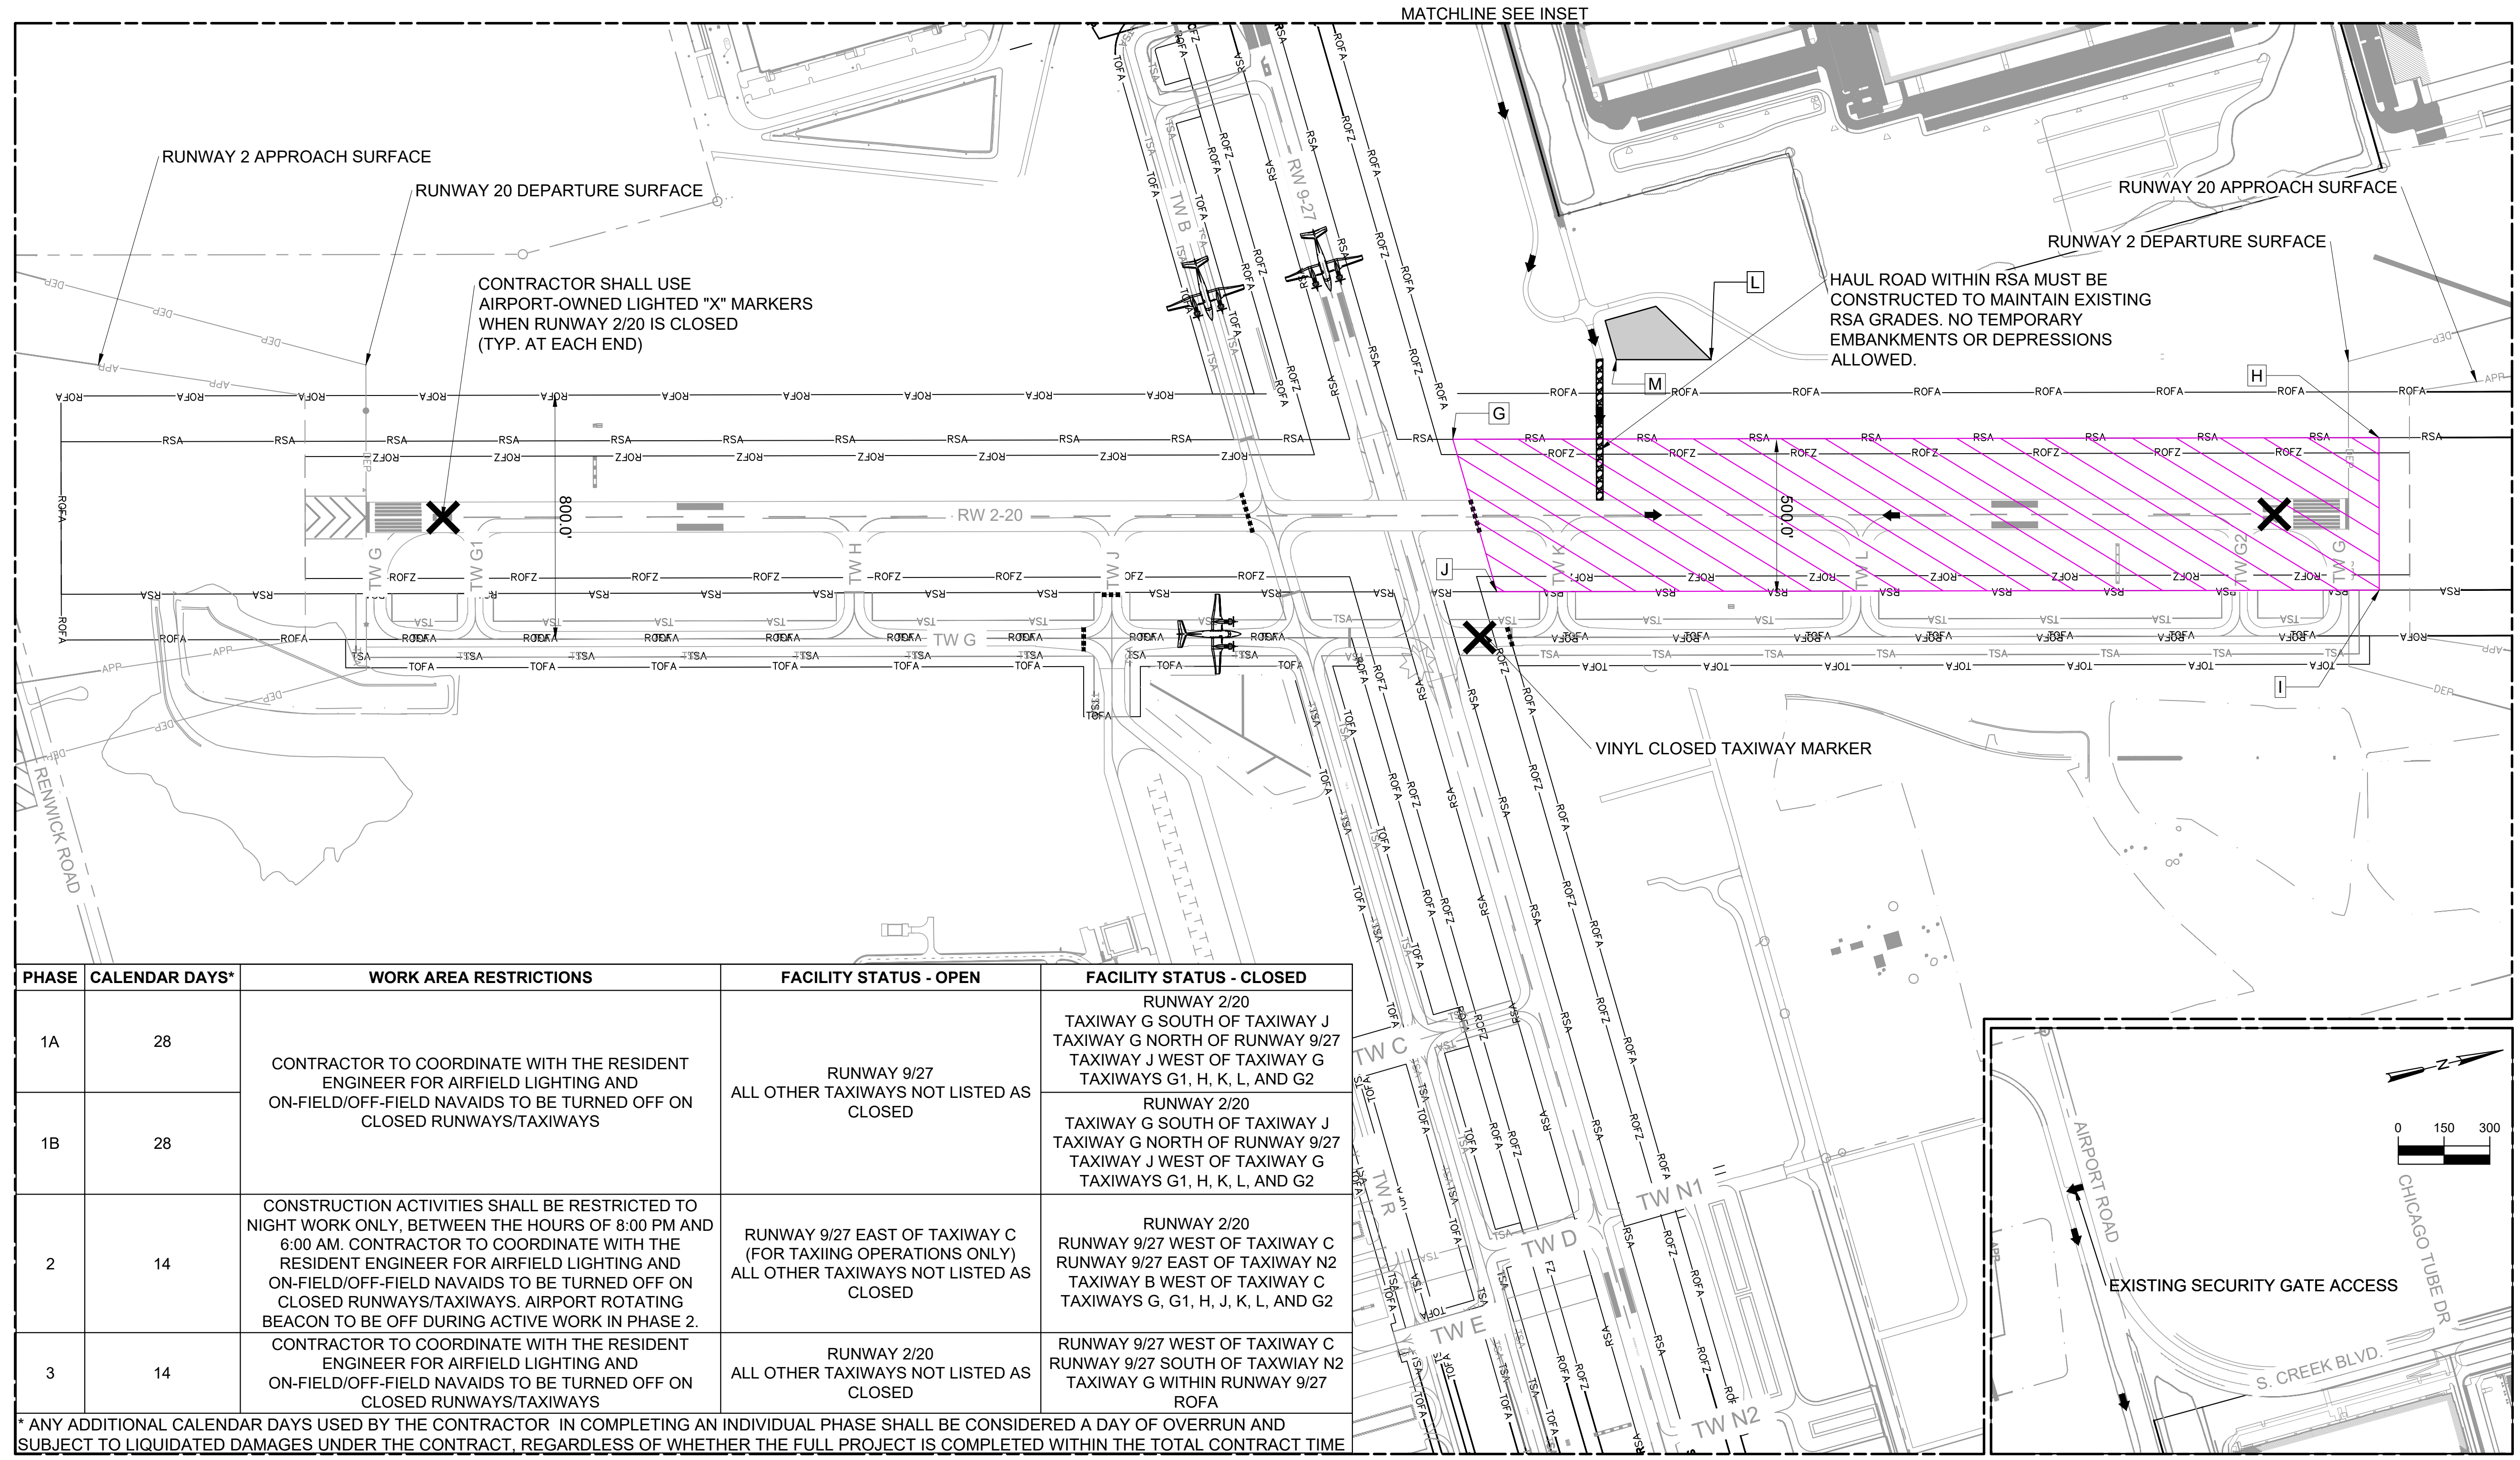 MATCHLINE SEE INSET
RUNWAY 2 APPROACH SURFACE
RUNWAY 20 DEPARTURE SURFACE
CONTRACTOR SHALL USE
AIRPORT-OWNED LIGHTED "X" MARKERS
WHEN RUNWAY 2/20 IS CLOSED
(TYP. AT EACH END)
TW B
RW 9-27
RUNWAY 20 APPROACH SURFACE
RUNWAY 2 DEPARTURE SURFACE
HAUL ROAD WITHIN RSA MUST BE
CONSTRUCTED TO MAINTAIN EXISTING
RSA GRADES. NO TEMPORARY
EMBANKMENTS OR DEPRESSIONS
ALLOWED.
L
M
G
H
J
I
ROFA
RSA
ROFZ
TSA
TOFA
APP
DEP
800.0'
500.0'
RW 2-20
TW G
TW G1
TW H
TW J
TW K
TW L
TW G2
TW G
TW G
VINYL CLOSED TAXIWAY MARKER
RENWICK ROAD
TW C
TW R
TW D
TW E
TW N1
TW N2
PHASE
CALENDAR DAYS*
WORK AREA RESTRICTIONS
FACILITY STATUS - OPEN
FACILITY STATUS - CLOSED
1A
28
CONTRACTOR TO COORDINATE WITH THE RESIDENT
ENGINEER FOR AIRFIELD LIGHTING AND
ON-FIELD/OFF-FIELD NAVAIDS TO BE TURNED OFF ON
CLOSED RUNWAYS/TAXIWAYS
RUNWAY 9/27
ALL OTHER TAXIWAYS NOT LISTED AS
CLOSED
RUNWAY 2/20
TAXIWAY G SOUTH OF TAXIWAY J
TAXIWAY G NORTH OF RUNWAY 9/27
TAXIWAY J WEST OF TAXIWAY G
TAXIWAYS G1, H, K, L, AND G2
1B
28
RUNWAY 2/20
TAXIWAY G SOUTH OF TAXIWAY J
TAXIWAY G NORTH OF RUNWAY 9/27
TAXIWAY J WEST OF TAXIWAY G
TAXIWAYS G1, H, K, L, AND G2
2
14
CONSTRUCTION ACTIVITIES SHALL BE RESTRICTED TO
NIGHT WORK ONLY, BETWEEN THE HOURS OF 8:00 PM AND
6:00 AM. CONTRACTOR TO COORDINATE WITH THE
RESIDENT ENGINEER FOR AIRFIELD LIGHTING AND
ON-FIELD/OFF-FIELD NAVAIDS TO BE TURNED OFF ON
CLOSED RUNWAYS/TAXIWAYS. AIRPORT ROTATING
BEACON TO BE OFF DURING ACTIVE WORK IN PHASE 2.
RUNWAY 9/27 EAST OF TAXIWAY C
(FOR TAXIING OPERATIONS ONLY)
ALL OTHER TAXIWAYS NOT LISTED AS
CLOSED
RUNWAY 2/20
RUNWAY 9/27 WEST OF TAXIWAY C
RUNWAY 9/27 EAST OF TAXIWAY N2
TAXIWAY B WEST OF TAXIWAY C
TAXIWAYS G, G1, H, J, K, L, AND G2
3
14
CONTRACTOR TO COORDINATE WITH THE RESIDENT
ENGINEER FOR AIRFIELD LIGHTING AND
ON-FIELD/OFF-FIELD NAVAIDS TO BE TURNED OFF ON
CLOSED RUNWAYS/TAXIWAYS
RUNWAY 2/20
ALL OTHER TAXIWAYS NOT LISTED AS
CLOSED
RUNWAY 9/27 WEST OF TAXIWAY C
RUNWAY 9/27 SOUTH OF TAXWIAY N2
TAXIWAY G WITHIN RUNWAY 9/27
ROFA
* ANY ADDITIONAL CALENDAR DAYS USED BY THE CONTRACTOR IN COMPLETING AN INDIVIDUAL PHASE SHALL BE CONSIDERED A DAY OF OVERRUN AND
SUBJECT TO LIQUIDATED DAMAGES UNDER THE CONTRACT, REGARDLESS OF WHETHER THE FULL PROJECT IS COMPLETED WITHIN THE TOTAL CONTRACT TIME
N
0 150 300
AIRPORT ROAD
CHICAGO TUBE DR
EXISTING SECURITY GATE ACCESS
S. CREEK BLVD.
APP